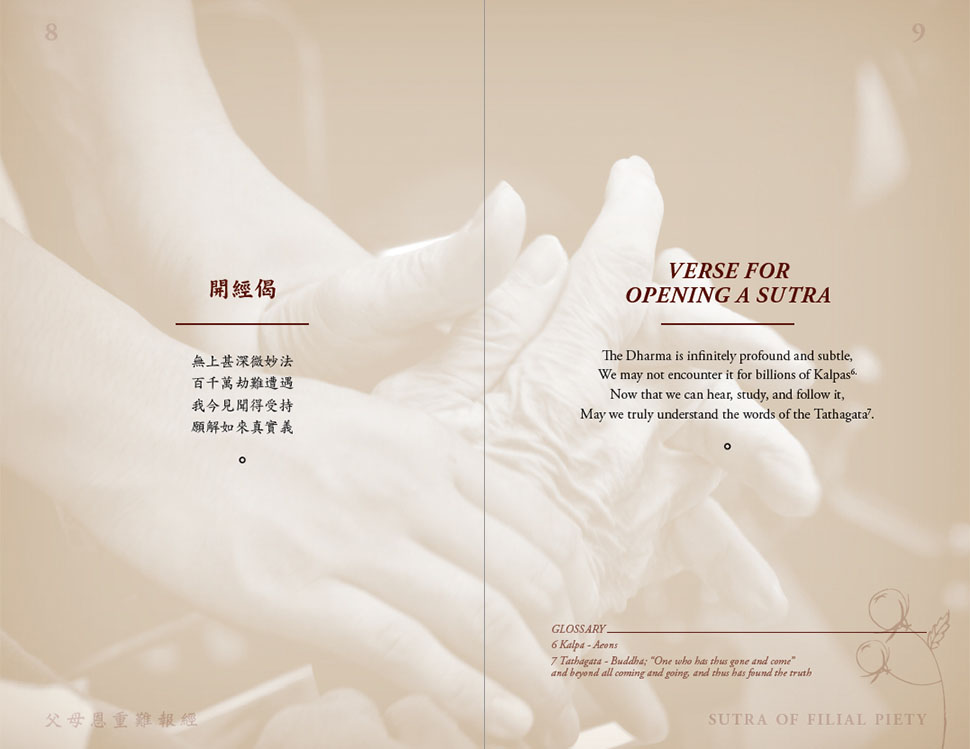 8
開經偈
無上甚深微妙法
百千萬劫難遭遇
我今見聞得受持
願解如來真實義
父母恩重難報經
9
VERSE FOR
OPENING A SUTRA
The Dharma is infinitely profound and subtle,
We may not encounter it for billions of Kalpas⁶.
Now that we can hear, study, and follow it,
May we truly understand the words of the Tathagata⁷.
GLOSSARY
6 Kalpa - Aeons
7 Tathagata - Buddha; “One who has thus gone and come”
and beyond all coming and going, and thus has found the truth
SUTRA OF FILIAL PIETY